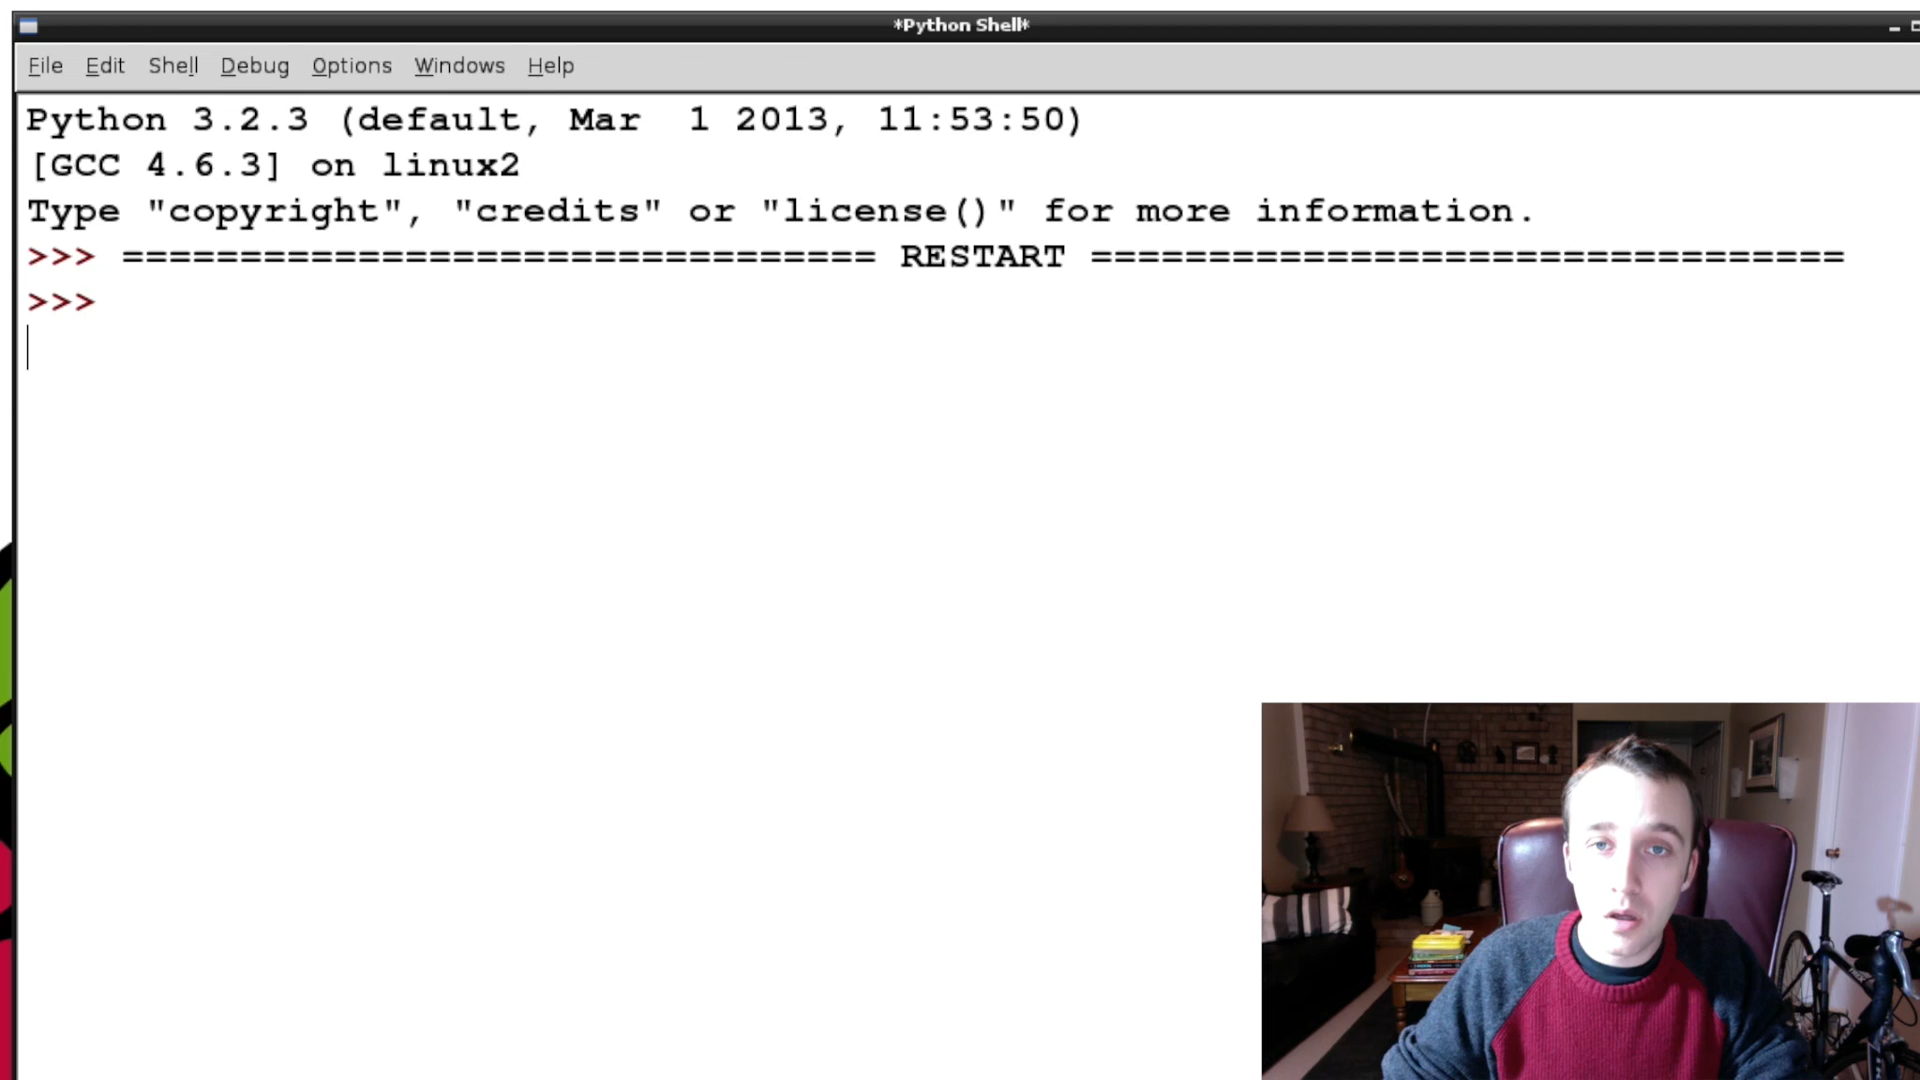 *Python Shell*
File Edit Shell Debug Options Windows Help
Python 3.2.3 (default, Mar  1 2013, 11:53:50)
[GCC 4.6.3] on linux2
Type "copyright", "credits" or "license()" for more information.
>>> ================================ RESTART ================================
>>>